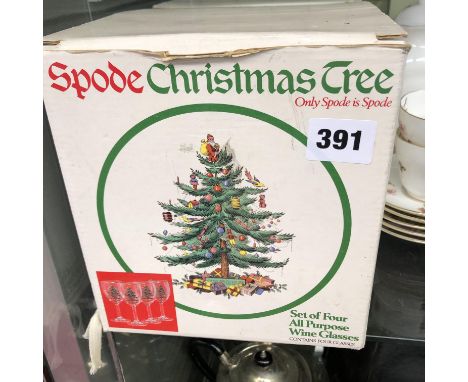 Spode Christmas Tree
Only Spode is Spode
391
Set of Four
All Purpose
Wine Glasses
CONTAINS FOUR GLASSES